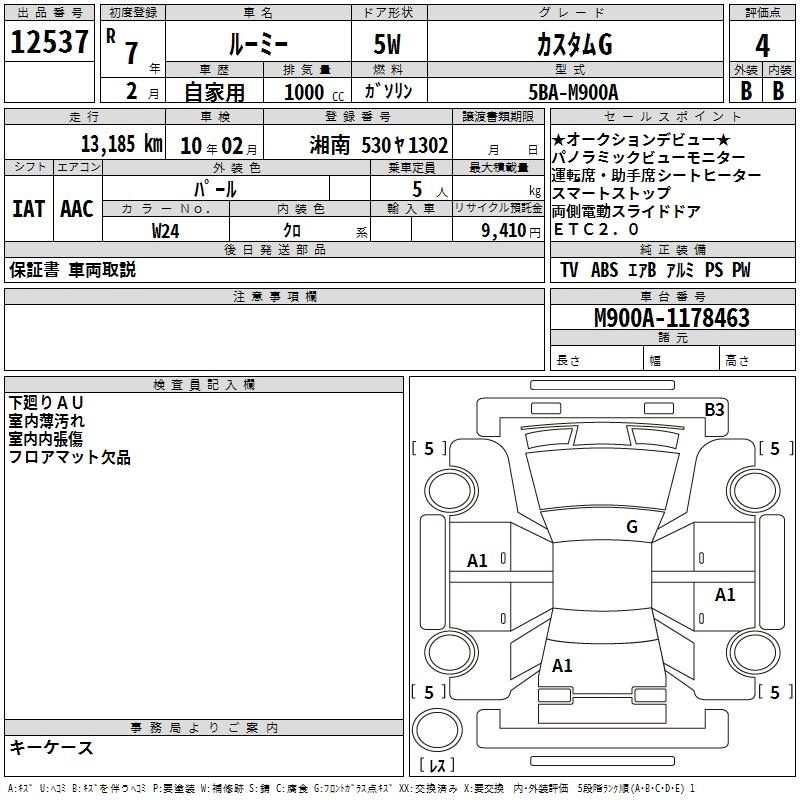 出品番号 初度登録 車名 ドア形状 グレード 評価点
12537 R 7 年 ルーミー 5W カスタムG 4
車歴 排気量 燃料 型式 外装 内装
2 月 自家用 1000 CC ガソリン 5BA-M900A B B
走行 車検 登録番号 譲渡書類期限 セールスポイント
13,185 km 10 年 02 月 湘南 530ヤ1302 月 日
シフト エアコン 外装色 乗車定員 最大積載量
IAT AAC パール 5 人 kg
カラーNo. 内装色 輸入車 リサイクル預託金
W24 クロ 系 9,410 円
★オークションデビュー★
パノラミックビューモニター
運転席・助手席シートヒーター
スマートストップ
両側電動スライドドア
ETC2.0
後日発送部品 純正装備
保証書 車両取説 TV ABS エアB アルミ PS PW
注意事項欄 車台番号
M900A-1178463
諸元
長さ 幅 高さ
検査員記入欄
下廻りAU
室内薄汚れ
室内内張傷
フロアマット欠品
B3
[ 5 ] [ 5 ]
G
A1
A1
A1
[ 5 ] [ 5 ]
[ レス ]
事務局よりご案内
キーケース
A:キズ U:ヘコミ B:キズを伴うヘコミ P:要塗装 W:補修跡 S:錆 C:腐食 G:フロントガラス点キズ XX:交換済み X:要交換 内・外装評価 5段階ランク順(A・B・C・D・E) 1